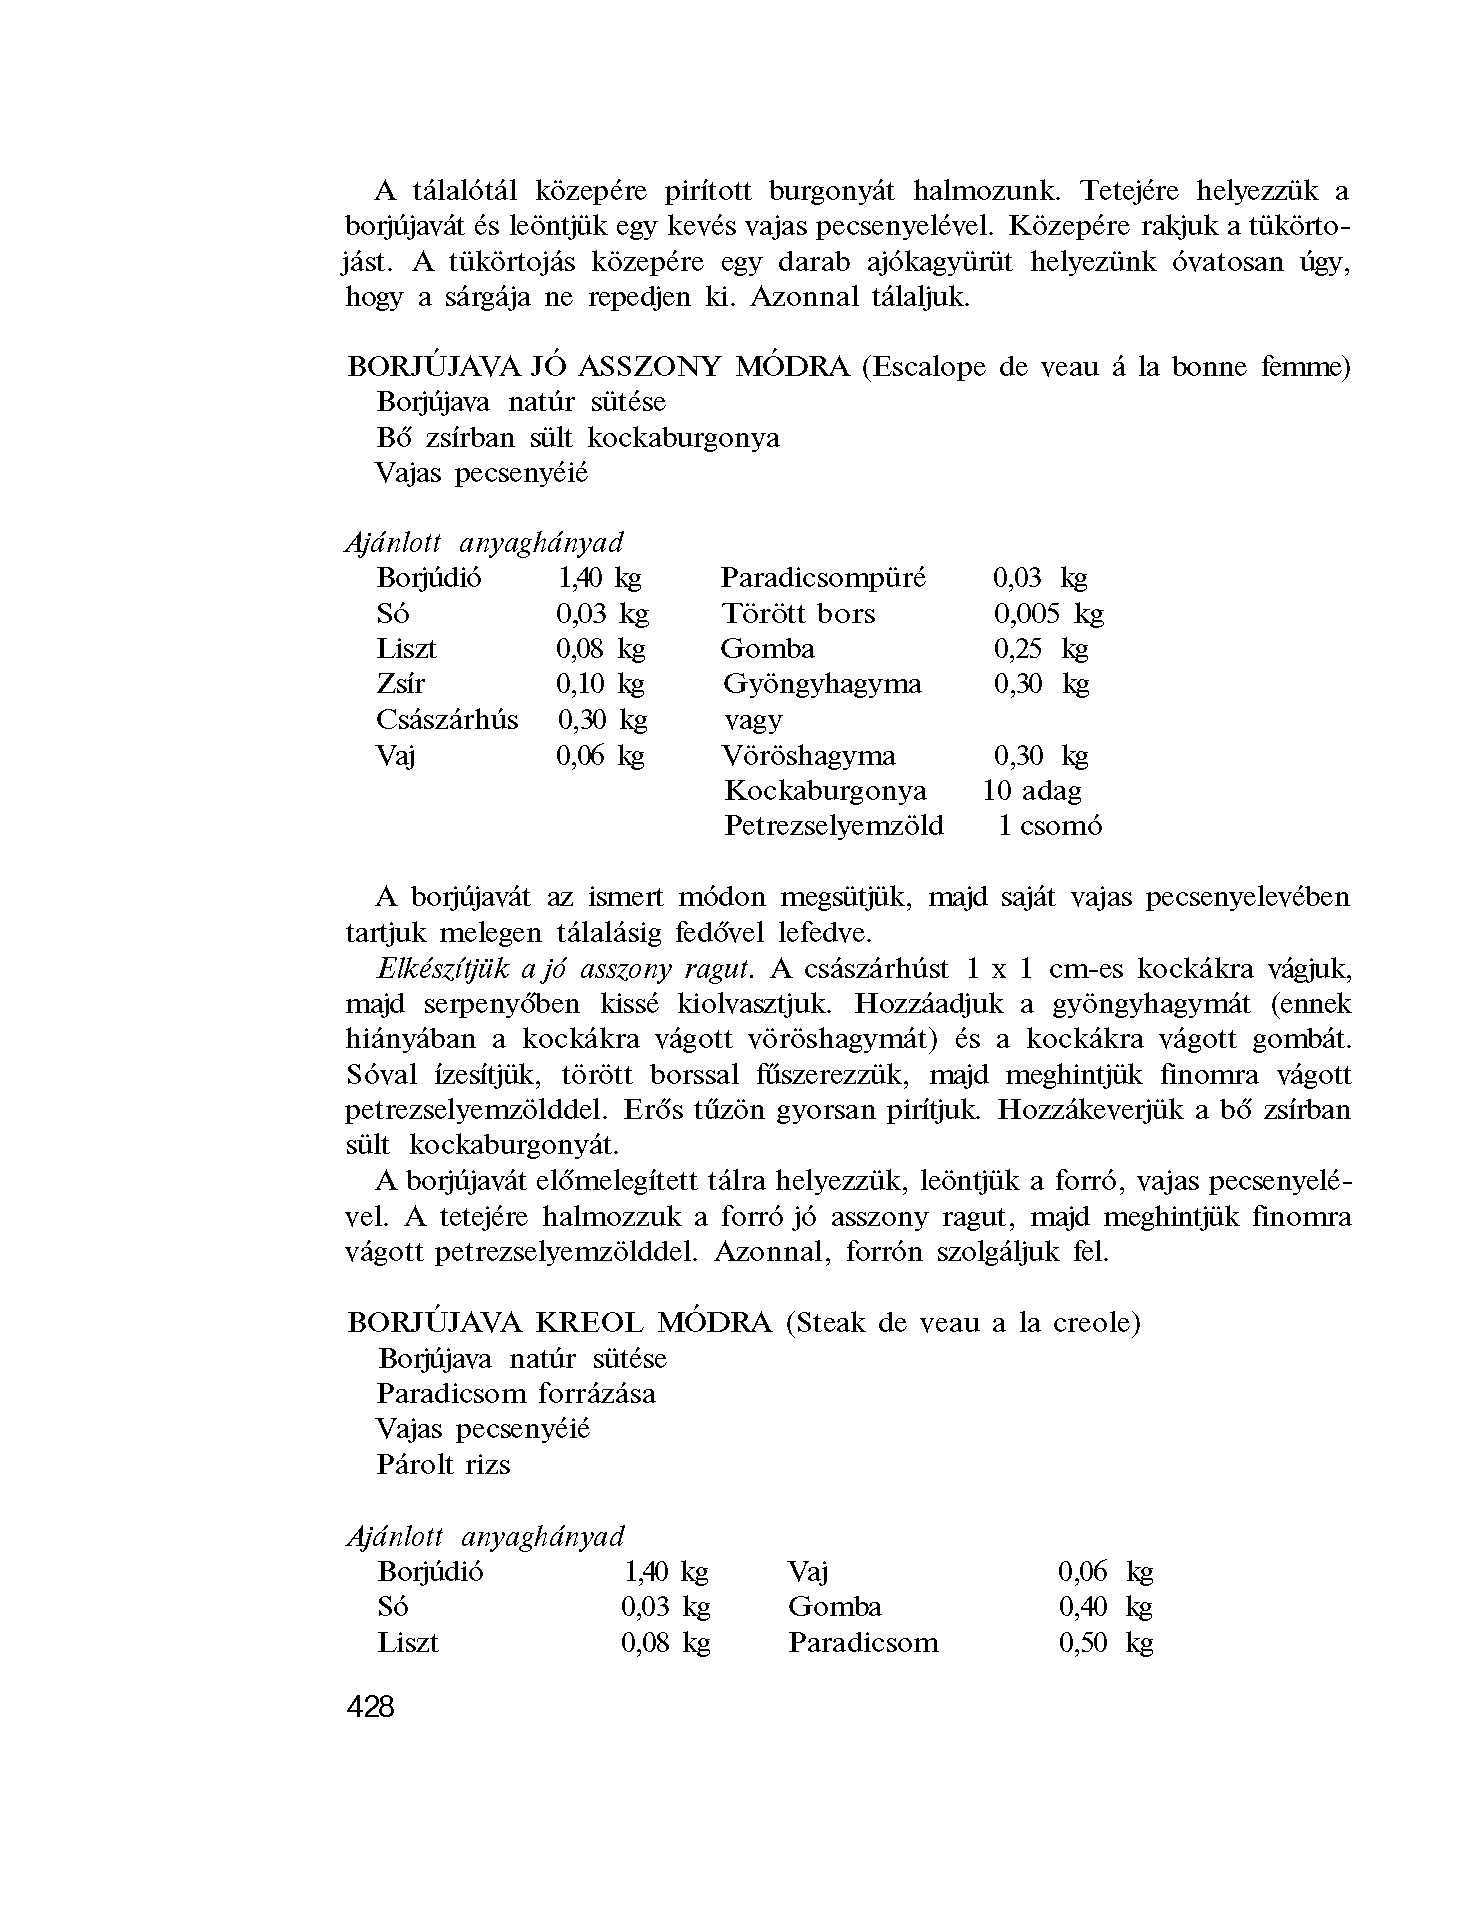 A tálalótál közepére pirított burgonyát halmozunk. Tetejére helyezzük a
borjújavát és leöntjük egy kevés vajas pecsenyelével. Közepére rakjuk a tükörto-
jást. A tükörtojás közepére egy darab ajókagyürüt helyezünk óvatosan úgy,
hogy a sárgája ne repedjen ki. Azonnal tálaljuk.
BORJÚJAVA JÓ ASSZONY MÓDRA (Escalope de veau á la bonne femme)
Borjújava natúr sütése
Bő zsírban sült kockaburgonya
Vajas pecsenyéié
Ajánlott anyaghányad
Borjúdió 1,40 kg Paradicsompüré 0,03 kg
Só 0,03 kg Törött bors 0,005 kg
Liszt 0,08 kg Gomba 0,25 kg
Zsír 0,10 kg Gyöngyhagyma 0,30 kg
Császárhús 0,30 kg vagy
Vaj 0,06 kg Vöröshagyma 0,30 kg
Kockaburgonya 10 adag
Petrezselyemzöld 1 csomó
A borjújavát az ismert módon megsütjük, majd saját vajas pecsenyelevében
tartjuk melegen tálalásig fedővel lefedve.
Elkészítjük a jó asszony ragut. A császárhúst 1 x 1 cm-es kockákra vágjuk,
majd serpenyőben kissé kiolvasztjuk. Hozzáadjuk a gyöngyhagymát (ennek
hiányában a kockákra vágott vöröshagymát) és a kockákra vágott gombát.
Sóval ízesítjük, törött borssal fűszerezzük, majd meghintjük finomra vágott
petrezselyemzölddel. Erős tűzön gyorsan pirítjuk. Hozzákeverjük a bő zsírban
sült kockaburgonyát.
A borjújavát előmelegített tálra helyezzük, leöntjük a forró, vajas pecsenyelé-
vel. A tetejére halmozzuk a forró jó asszony ragut, majd meghintjük finomra
vágott petrezselyemzölddel. Azonnal, forrón szolgáljuk fel.
BORJÚJAVA KREOL MÓDRA (Steak de veau a la creole)
Borjújava natúr sütése
Paradicsom forrázása
Vajas pecsenyéié
Párolt rizs
Ajánlott anyaghányad
Borjúdió 1,40 kg Vaj 0,06 kg
Só 0,03 kg Gomba 0,40 kg
Liszt 0,08 kg Paradicsom 0,50 kg
428